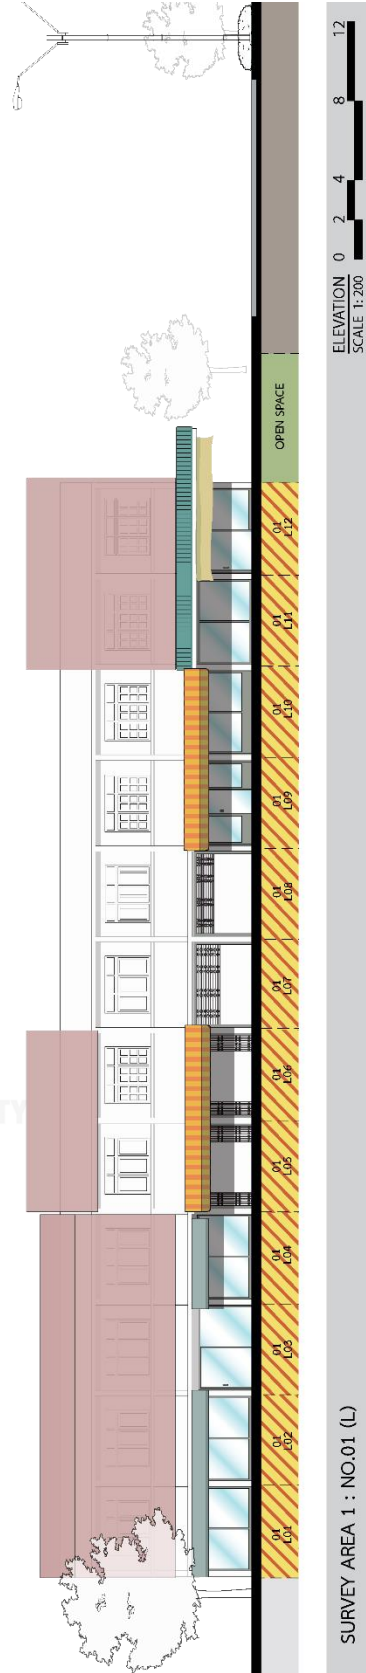 01
L01
01
L02
01
L03
01
L04
01
L05
01
L06
01
L07
01
L08
01
L09
01
L10
01
L11
01
L12
OPEN SPACE
SURVEY AREA 1 : NO.01 (L)
ELEVATION
SCALE 1: 200
0 2 4 8 12